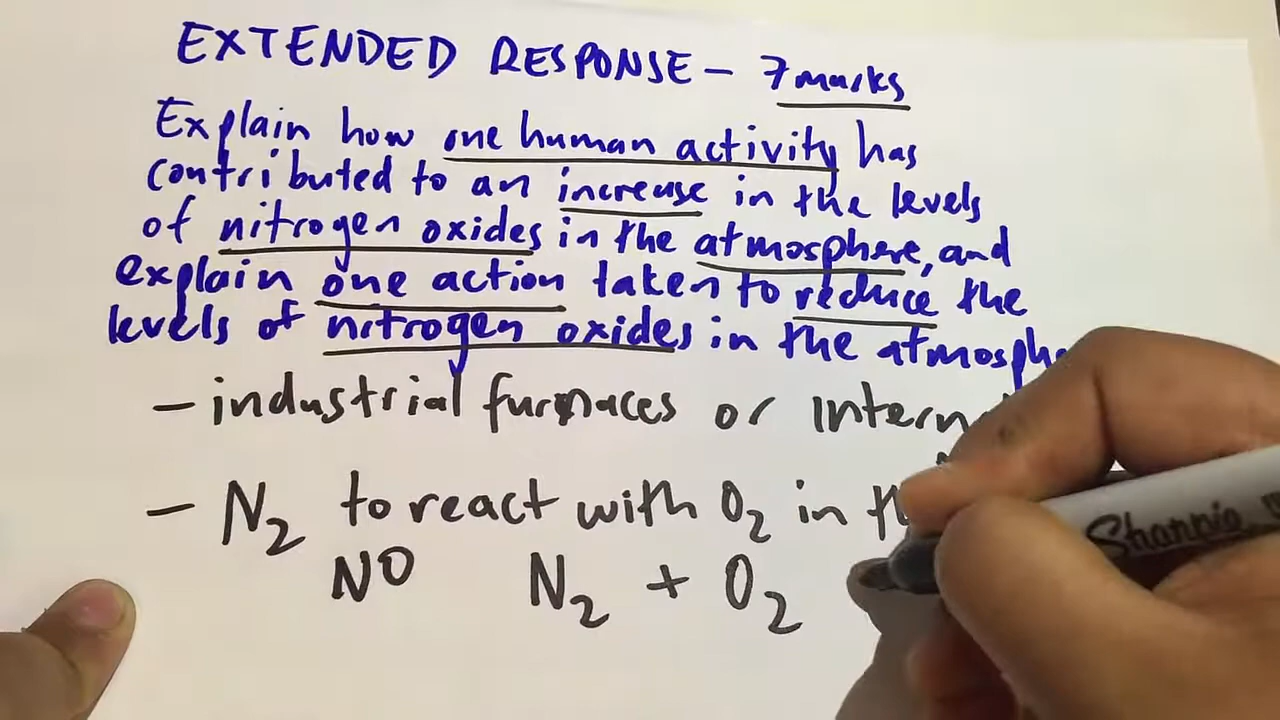 EXTENDED RESPONSE - 7 marks
Explain how one human activity has
contributed to an increase in the levels
of nitrogen oxides in the atmosphere, and
explain one action taken to reduce the
levels of nitrogen oxides in the atmosph
- industrial furnaces or intern
- N₂ to react with O₂ in
NO N₂ + O₂
Sharpie